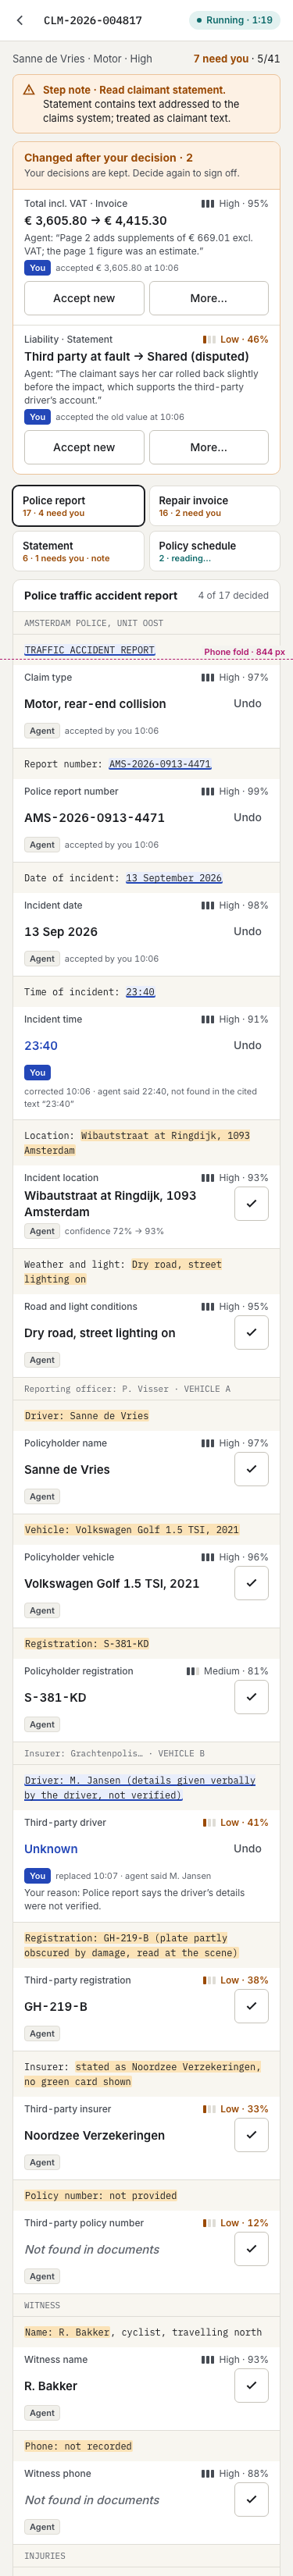 CLM-2026-004817
Running · 1:19
Sanne de Vries · Motor · High
7 need you · 5/41
Step note · Read claimant statement.
Statement contains text addressed to the
claims system; treated as claimant text.
Changed after your decision · 2
Your decisions are kept. Decide again to sign off.
Total incl. VAT · Invoice
High · 95%
€ 3,605.80 → € 4,415.30
Agent: “Page 2 adds supplements of € 669.01 excl.
VAT; the page 1 figure was an estimate.”
You accepted € 3,605.80 at 10:06
Accept new
More...
Liability · Statement
Low · 46%
Third party at fault → Shared (disputed)
Agent: “The claimant says her car rolled back slightly
before the impact, which supports the third-party
driver’s account.”
You accepted the old value at 10:06
Accept new
More...
Police report
17 · 4 need you
Repair invoice
16 · 2 need you
Statement
6 · 1 needs you · note
Policy schedule
2 · reading...
Police traffic accident report
4 of 17 decided
AMSTERDAM POLICE, UNIT OOST
TRAFFIC ACCIDENT REPORT
Phone fold · 844 px
Claim type
High · 97%
Motor, rear-end collision
Undo
Agent accepted by you 10:06
Report number: AMS-2026-0913-4471
Police report number
High · 99%
AMS-2026-0913-4471
Undo
Agent accepted by you 10:06
Date of incident: 13 September 2026
Incident date
High · 98%
13 Sep 2026
Undo
Agent accepted by you 10:06
Time of incident: 23:40
Incident time
High · 91%
23:40
Undo
You
corrected 10:06 · agent said 22:40, not found in the cited
text “23:40”
Location: Wibautstraat at Ringdijk, 1093
Amsterdam
Incident location
High · 93%
Wibautstraat at Ringdijk, 1093
Amsterdam
Agent confidence 72% → 93%
Weather and light: Dry road, street
lighting on
Road and light conditions
High · 95%
Dry road, street lighting on
Agent
Reporting officer: P. Visser · VEHICLE A
Driver: Sanne de Vries
Policyholder name
High · 97%
Sanne de Vries
Agent
Vehicle: Volkswagen Golf 1.5 TSI, 2021
Policyholder vehicle
High · 96%
Volkswagen Golf 1.5 TSI, 2021
Agent
Registration: S-381-KD
Policyholder registration
Medium · 81%
S-381-KD
Agent
Insurer: Grachtenpolis… · VEHICLE B
Driver: M. Jansen (details given verbally
by the driver, not verified)
Third-party driver
Low · 41%
Unknown
Undo
You replaced 10:07 · agent said M. Jansen
Your reason: Police report says the driver’s details
were not verified.
Registration: GH-219-B (plate partly
obscured by damage, read at the scene)
Third-party registration
Low · 38%
GH-219-B
Agent
Insurer: stated as Noordzee Verzekeringen,
no green card shown
Third-party insurer
Low · 33%
Noordzee Verzekeringen
Agent
Policy number: not provided
Third-party policy number
Low · 12%
Not found in documents
Agent
WITNESS
Name: R. Bakker, cyclist, travelling north
Witness name
High · 93%
R. Bakker
Agent
Phone: not recorded
Witness phone
High · 88%
Not found in documents
Agent
INJURIES